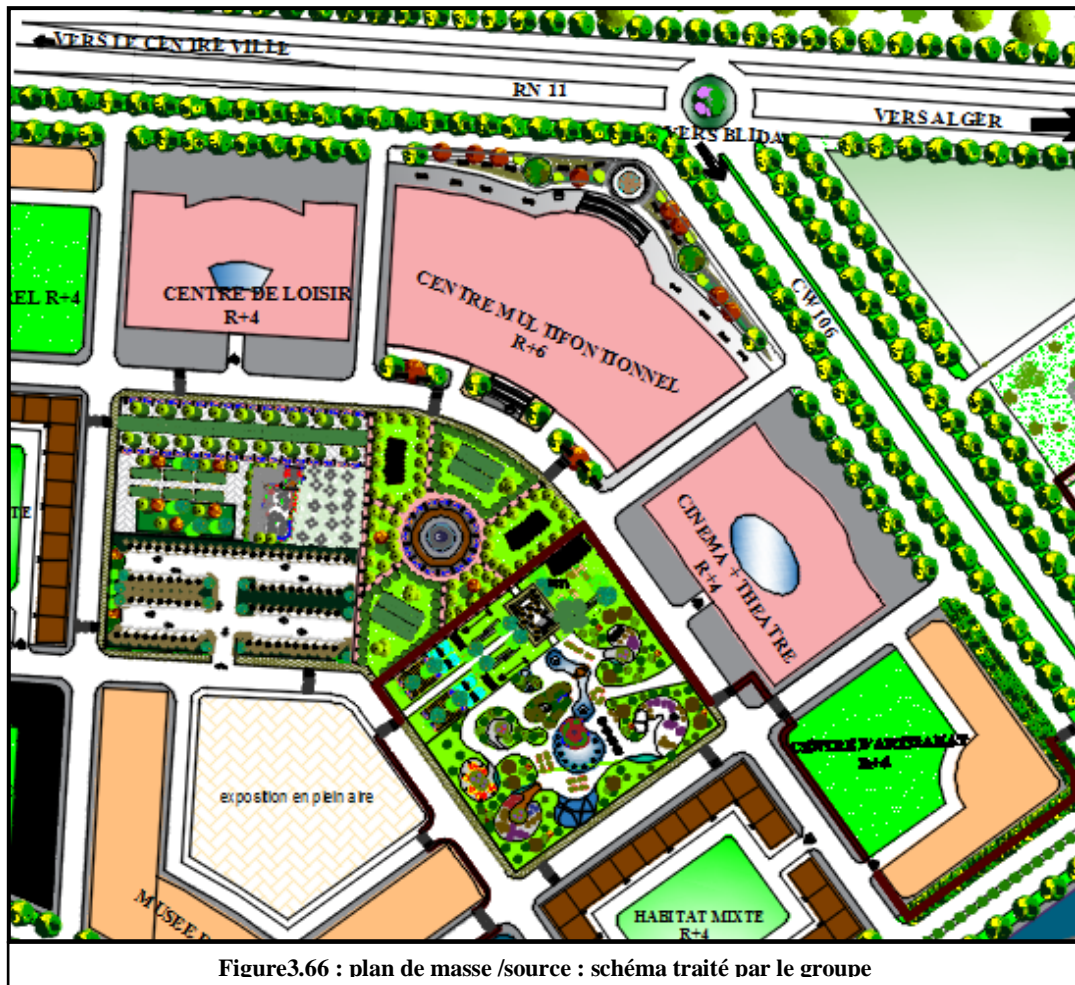 VERS LE CENTRE VILLE
RN 11
VERS ALGER
VERS BLIDA
CW 106
REL R+4
CENTRE DE LOISIR
R+4
CENTRE MULTIFONTIONNEL
R+6
CINEMA + THEATRE
R+4
TE
CENTRE D'ARTISANAT
R+4
exposition en plein aire
MUSEE D
HABITAT MIXTE
R+4
Figure3.66 : plan de masse /source : schéma traité par le groupe